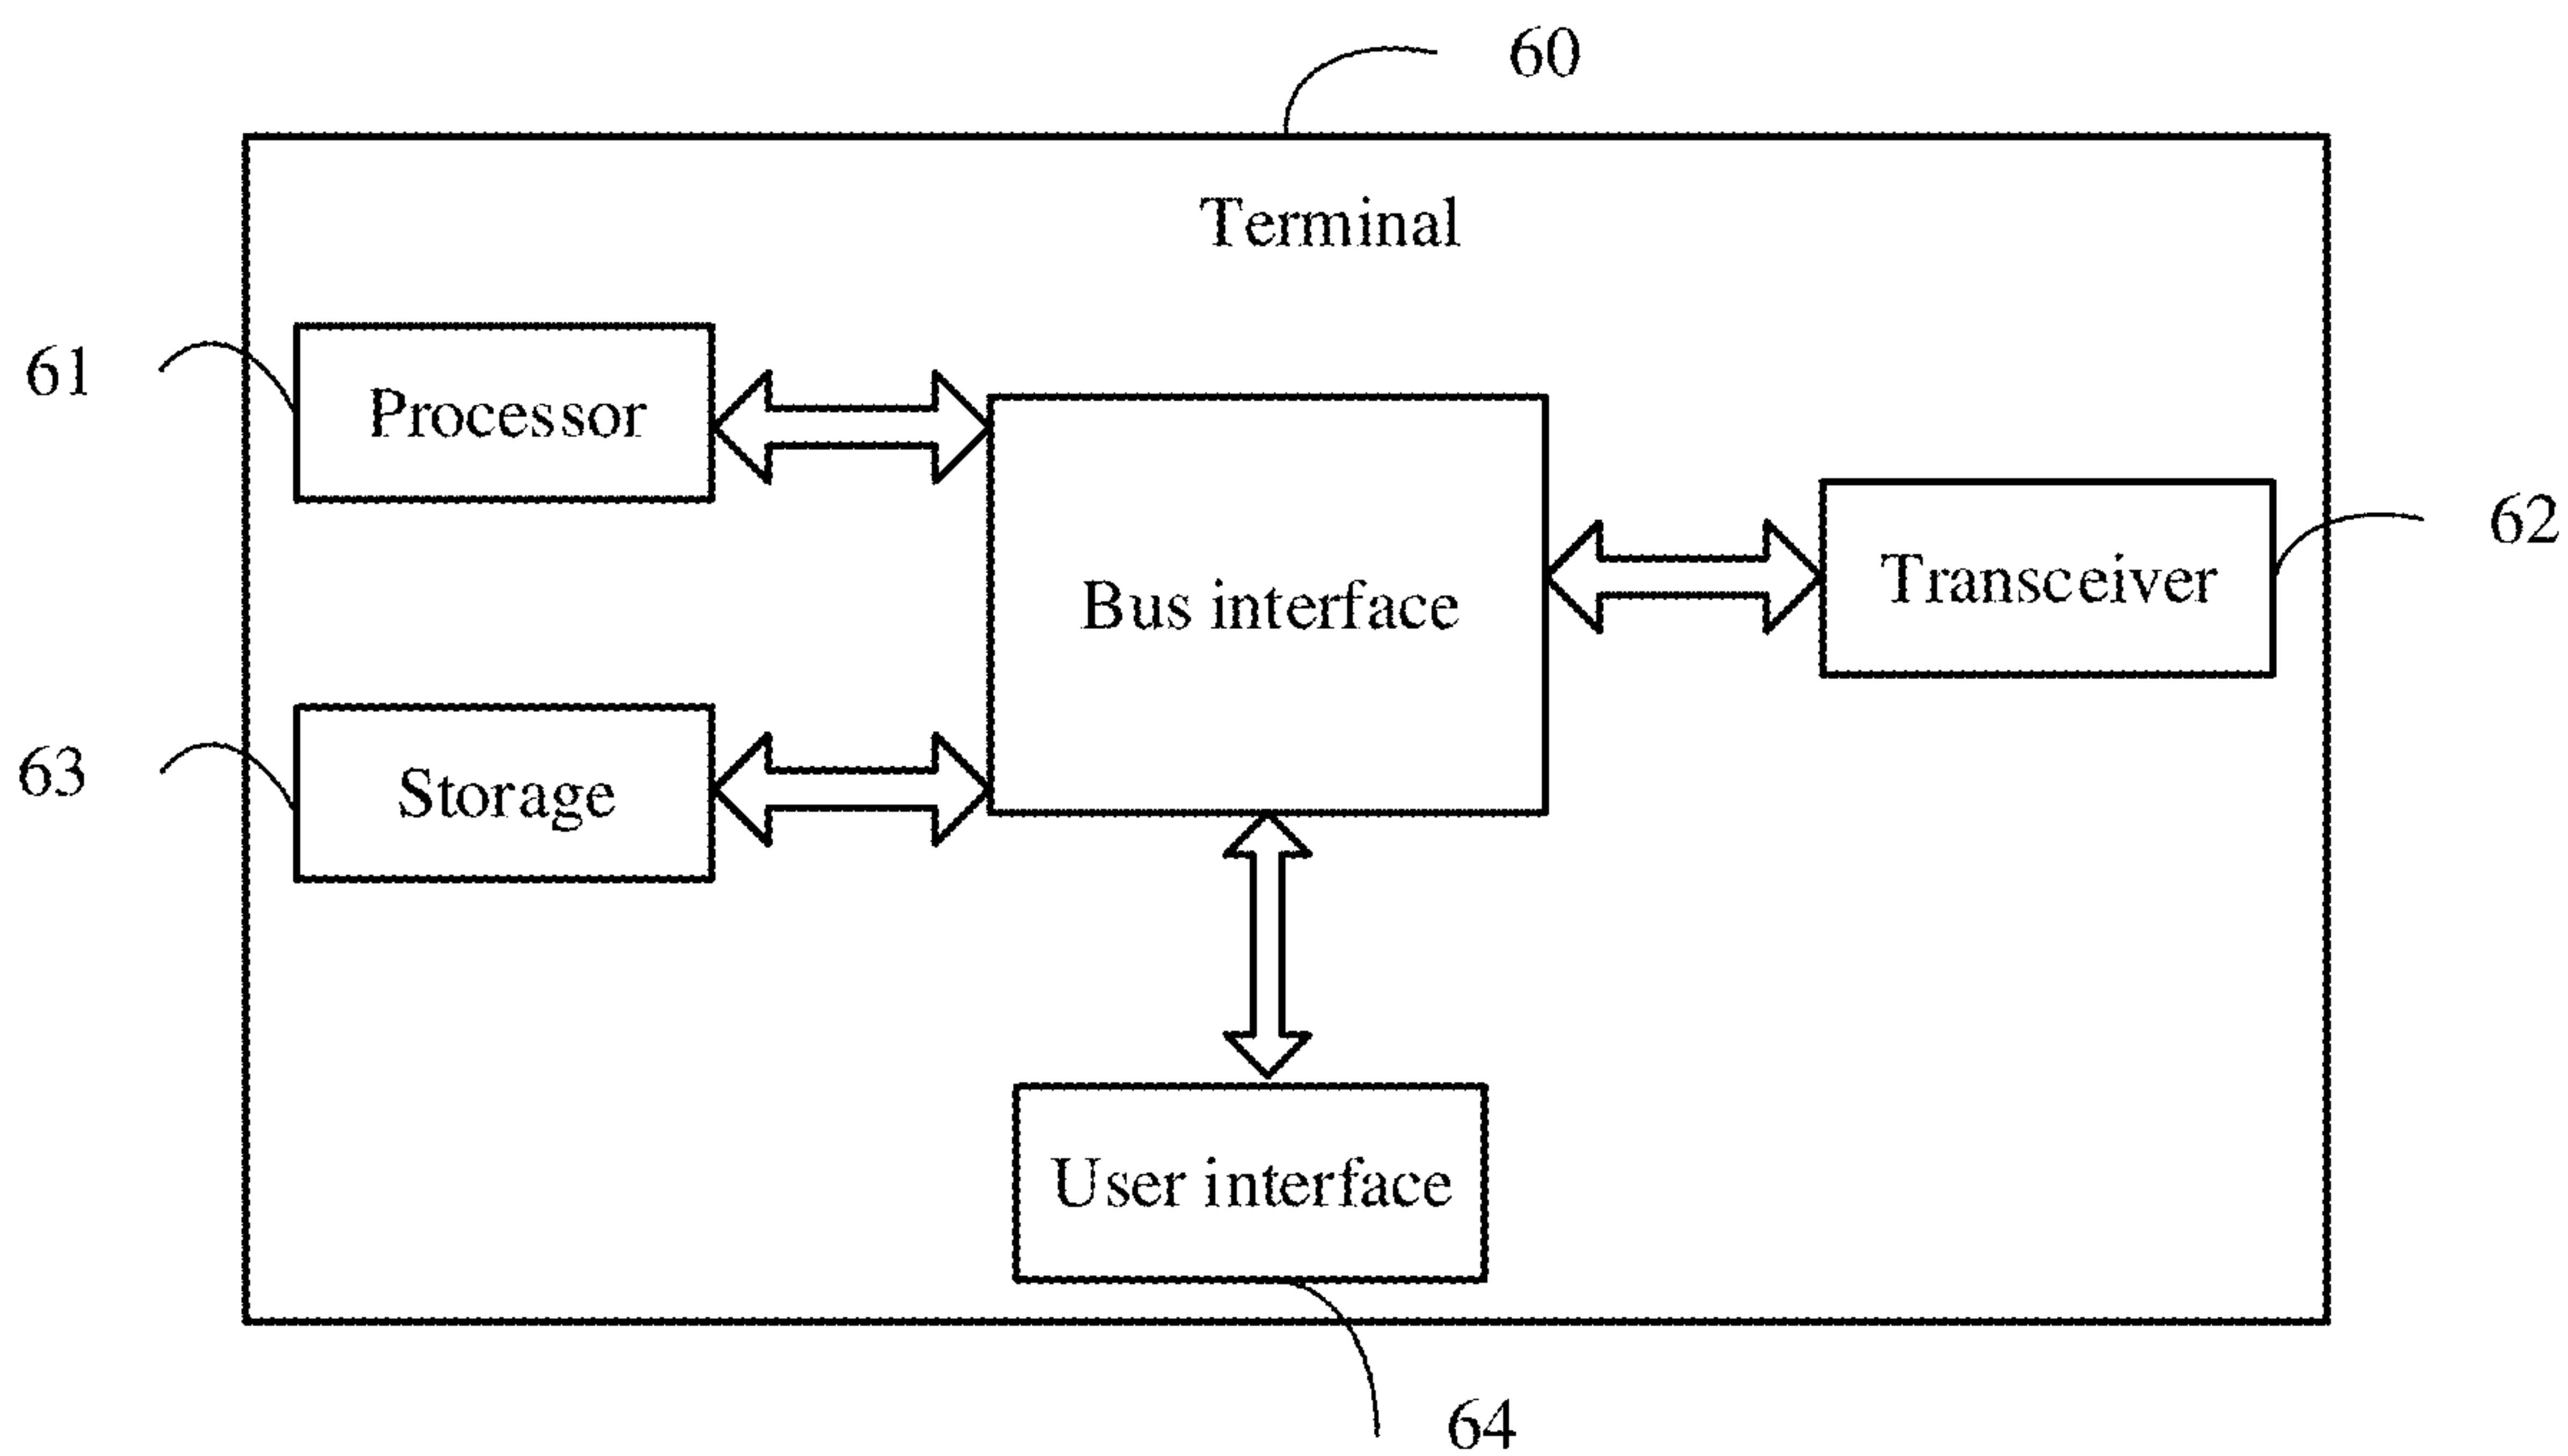 60
Terminal
61
Processor
Bus interface
Transceiver
62
63
Storage
User interface
64